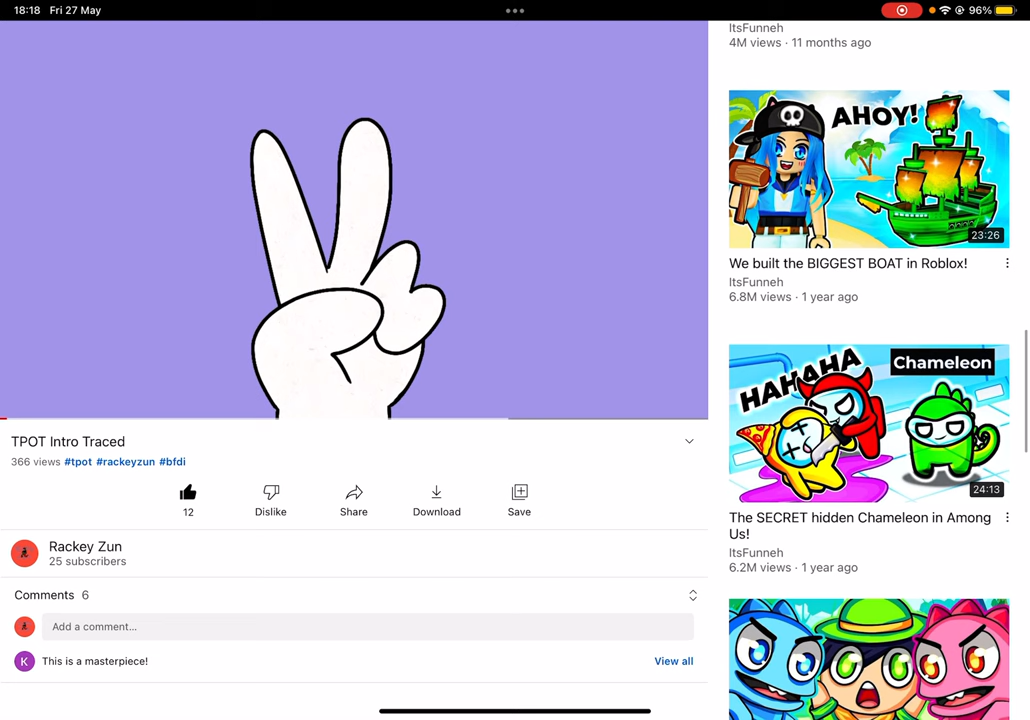 18:18 Fri 27 May
96%
TPOT Intro Traced
366 views #tpot #rackeyzun #bfdi
12
Dislike
Share
Download
Save
Rackey Zun
25 subscribers
Comments 6
Add a comment...
K
This is a masterpiece!
View all
ItsFunneh
4M views · 11 months ago
AHOY!
23:26
We built the BIGGEST BOAT in Roblox!
ItsFunneh
6.8M views · 1 year ago
HAHAHA
Chameleon
24:13
The SECRET hidden Chameleon in Among
Us!
ItsFunneh
6.2M views · 1 year ago